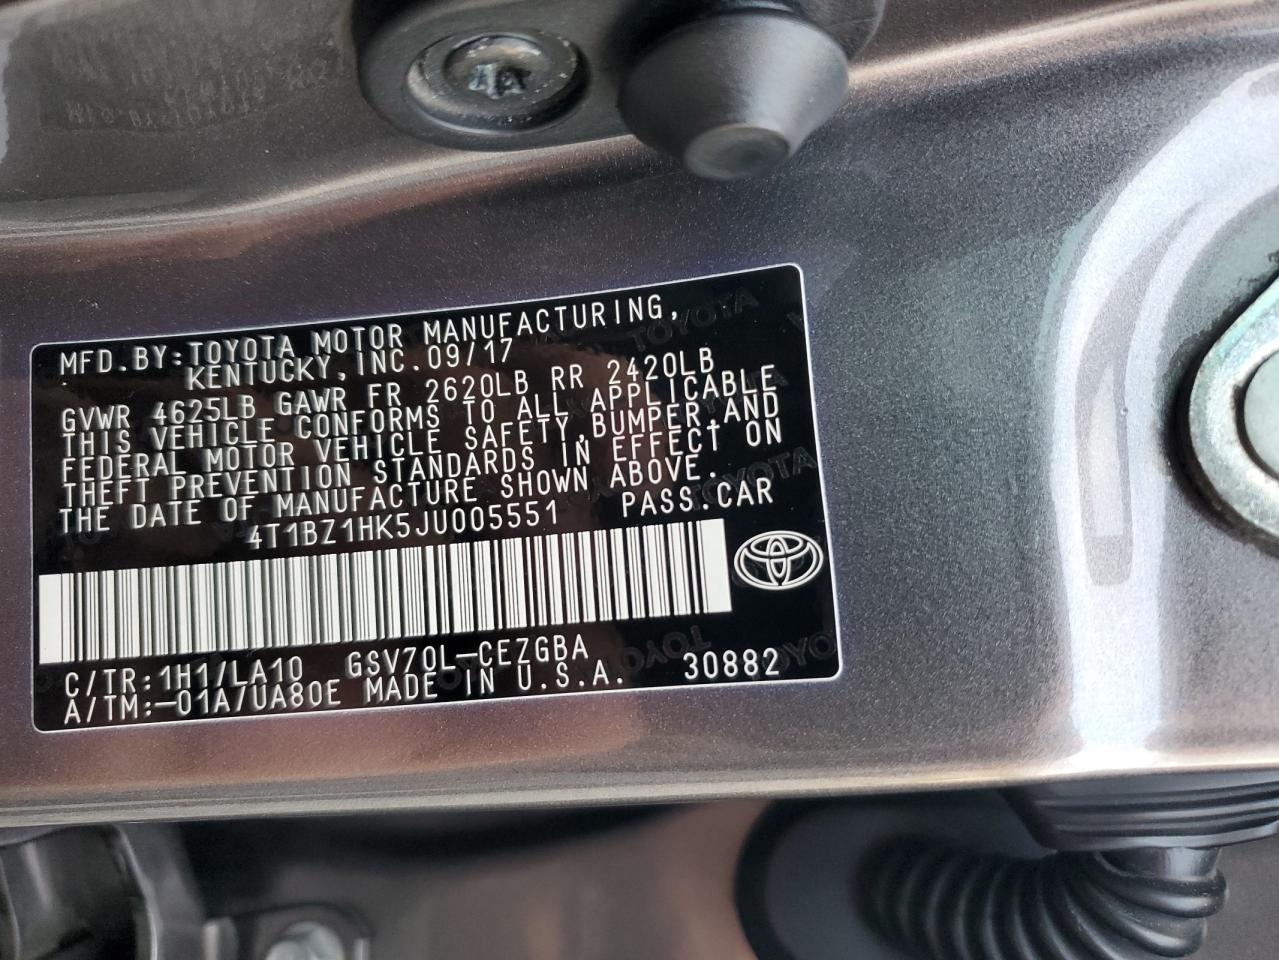 MFD.BY:TOYOTA MOTOR MANUFACTURING,
KENTUCKY, INC. 09/17
GVWR 4625LB GAWR FR 2620LB RR 2420LB
THIS VEHICLE CONFORMS TO ALL APPLICABLE
FEDERAL MOTOR VEHICLE SAFETY,BUMPER,AND
THEFT PREVENTION STANDARDS IN EFFECT ON
THE DATE OF MANUFACTURE SHOWN ABOVE.
4T1BZ1HK5JU005551 PASS.CAR
C/TR:1H1/LA10 GSV70L-CEZGBA
A/TM:-01A/UA80E MADE IN U.S.A. 30882